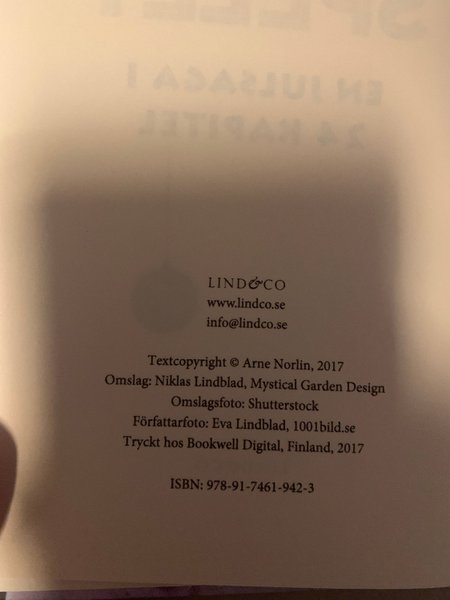 EN JULSAGA I
24 KAPITEL
LIND&CO
www.lindco.se
info@lindco.se
Textcopyright © Arne Norlin, 2017
Omslag: Niklas Lindblad, Mystical Garden Design
Omslagsfoto: Shutterstock
Författarfoto: Eva Lindblad, 1001bild.se
Tryckt hos Bookwell Digital, Finland, 2017
ISBN: 978-91-7461-942-3